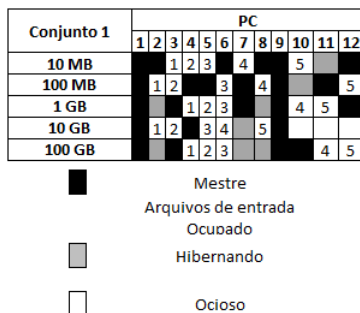 Conjunto 1 PC
1 2 3 4 5 6 7 8 9 10 11 12
10 MB 1 2 3 4 5
100 MB 1 2 3 4 5
1 GB 1 2 3 4 5
10 GB 1 2 3 4 5
100 GB 1 2 3 4 5
Mestre
Arquivos de entrada
Ocupado
Hibernando
Ocioso